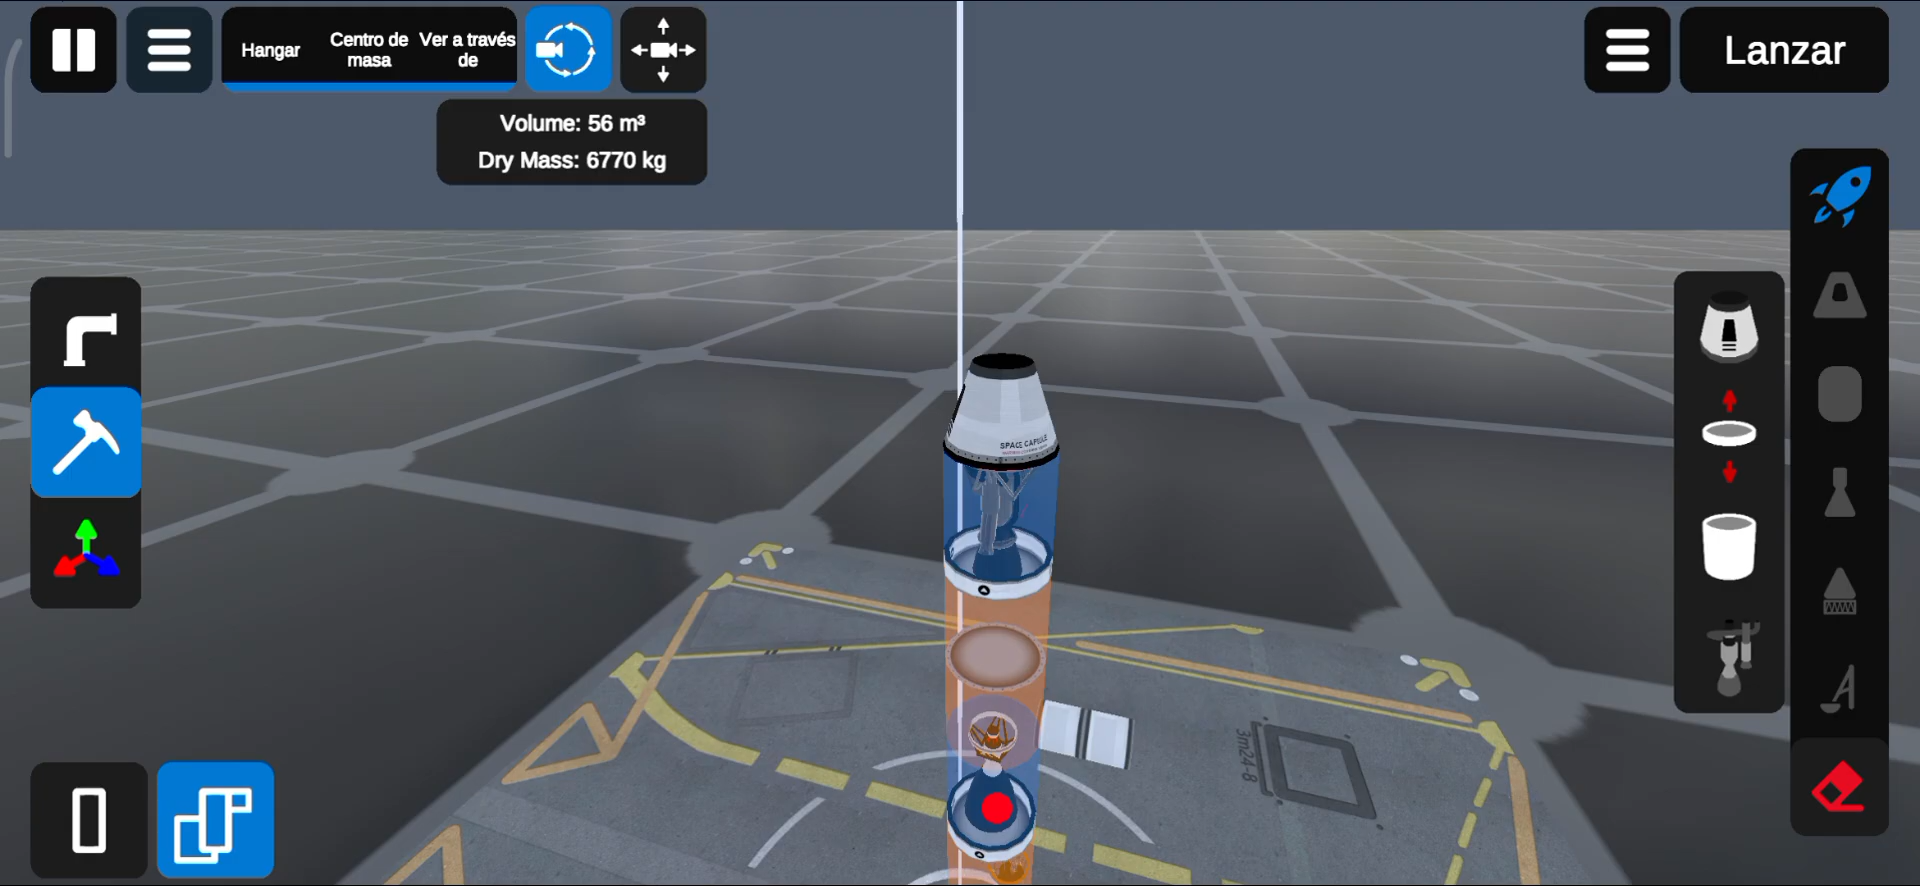 Hangar
Centro de
masa
Ver a través
de
Lanzar
Volume: 56 m³
Dry Mass: 6770 kg
SPACE CAPSULE
3m24-8